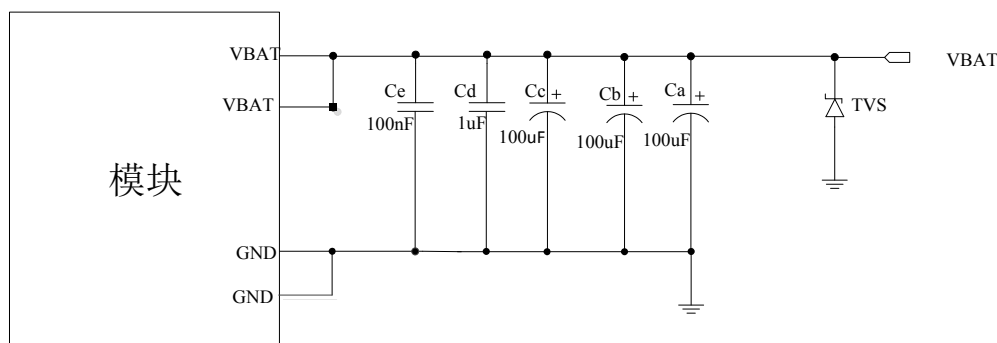 VBAT
VBAT
VBAT
Ce
Cd
Cc
+
Cb
+
Ca
+
TVS
100nF
1uF
100uF
100uF
100uF
模块
GND
GND